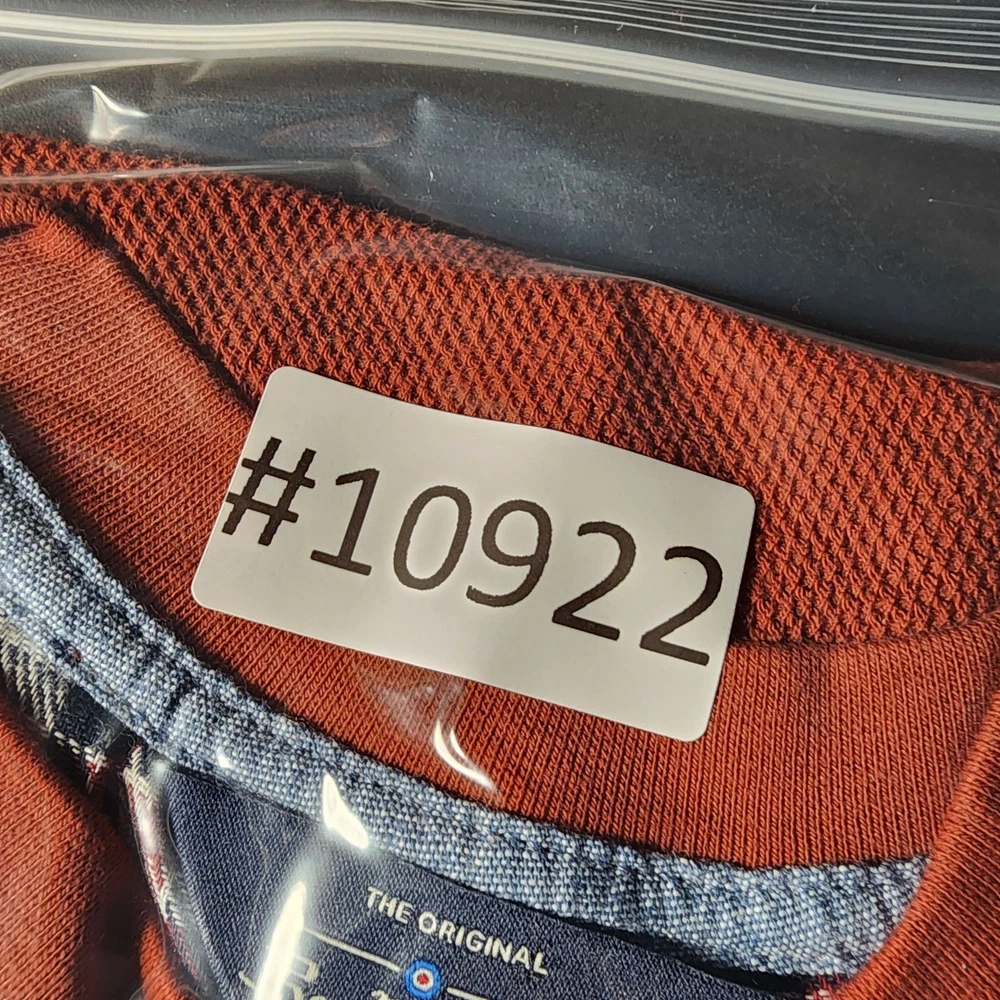 #10922
THE ORIGINAL